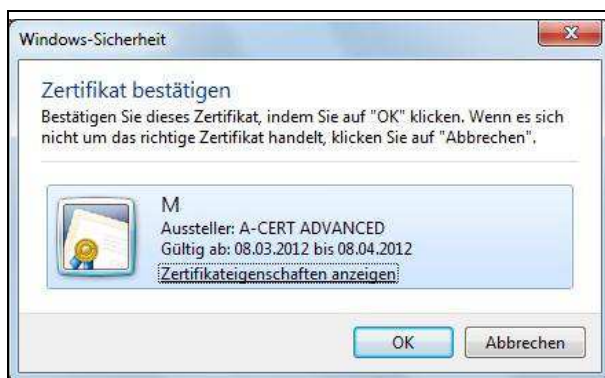 Windows-Sicherheit
Zertifikat bestätigen
Bestätigen Sie dieses Zertifikat, indem Sie auf "OK" klicken. Wenn es sich
nicht um das richtige Zertifikat handelt, klicken Sie auf "Abbrechen".
M
Aussteller: A-CERT ADVANCED
Gültig ab: 08.03.2012 bis 08.04.2012
Zertifikateigenschaften anzeigen
OK Abbrechen